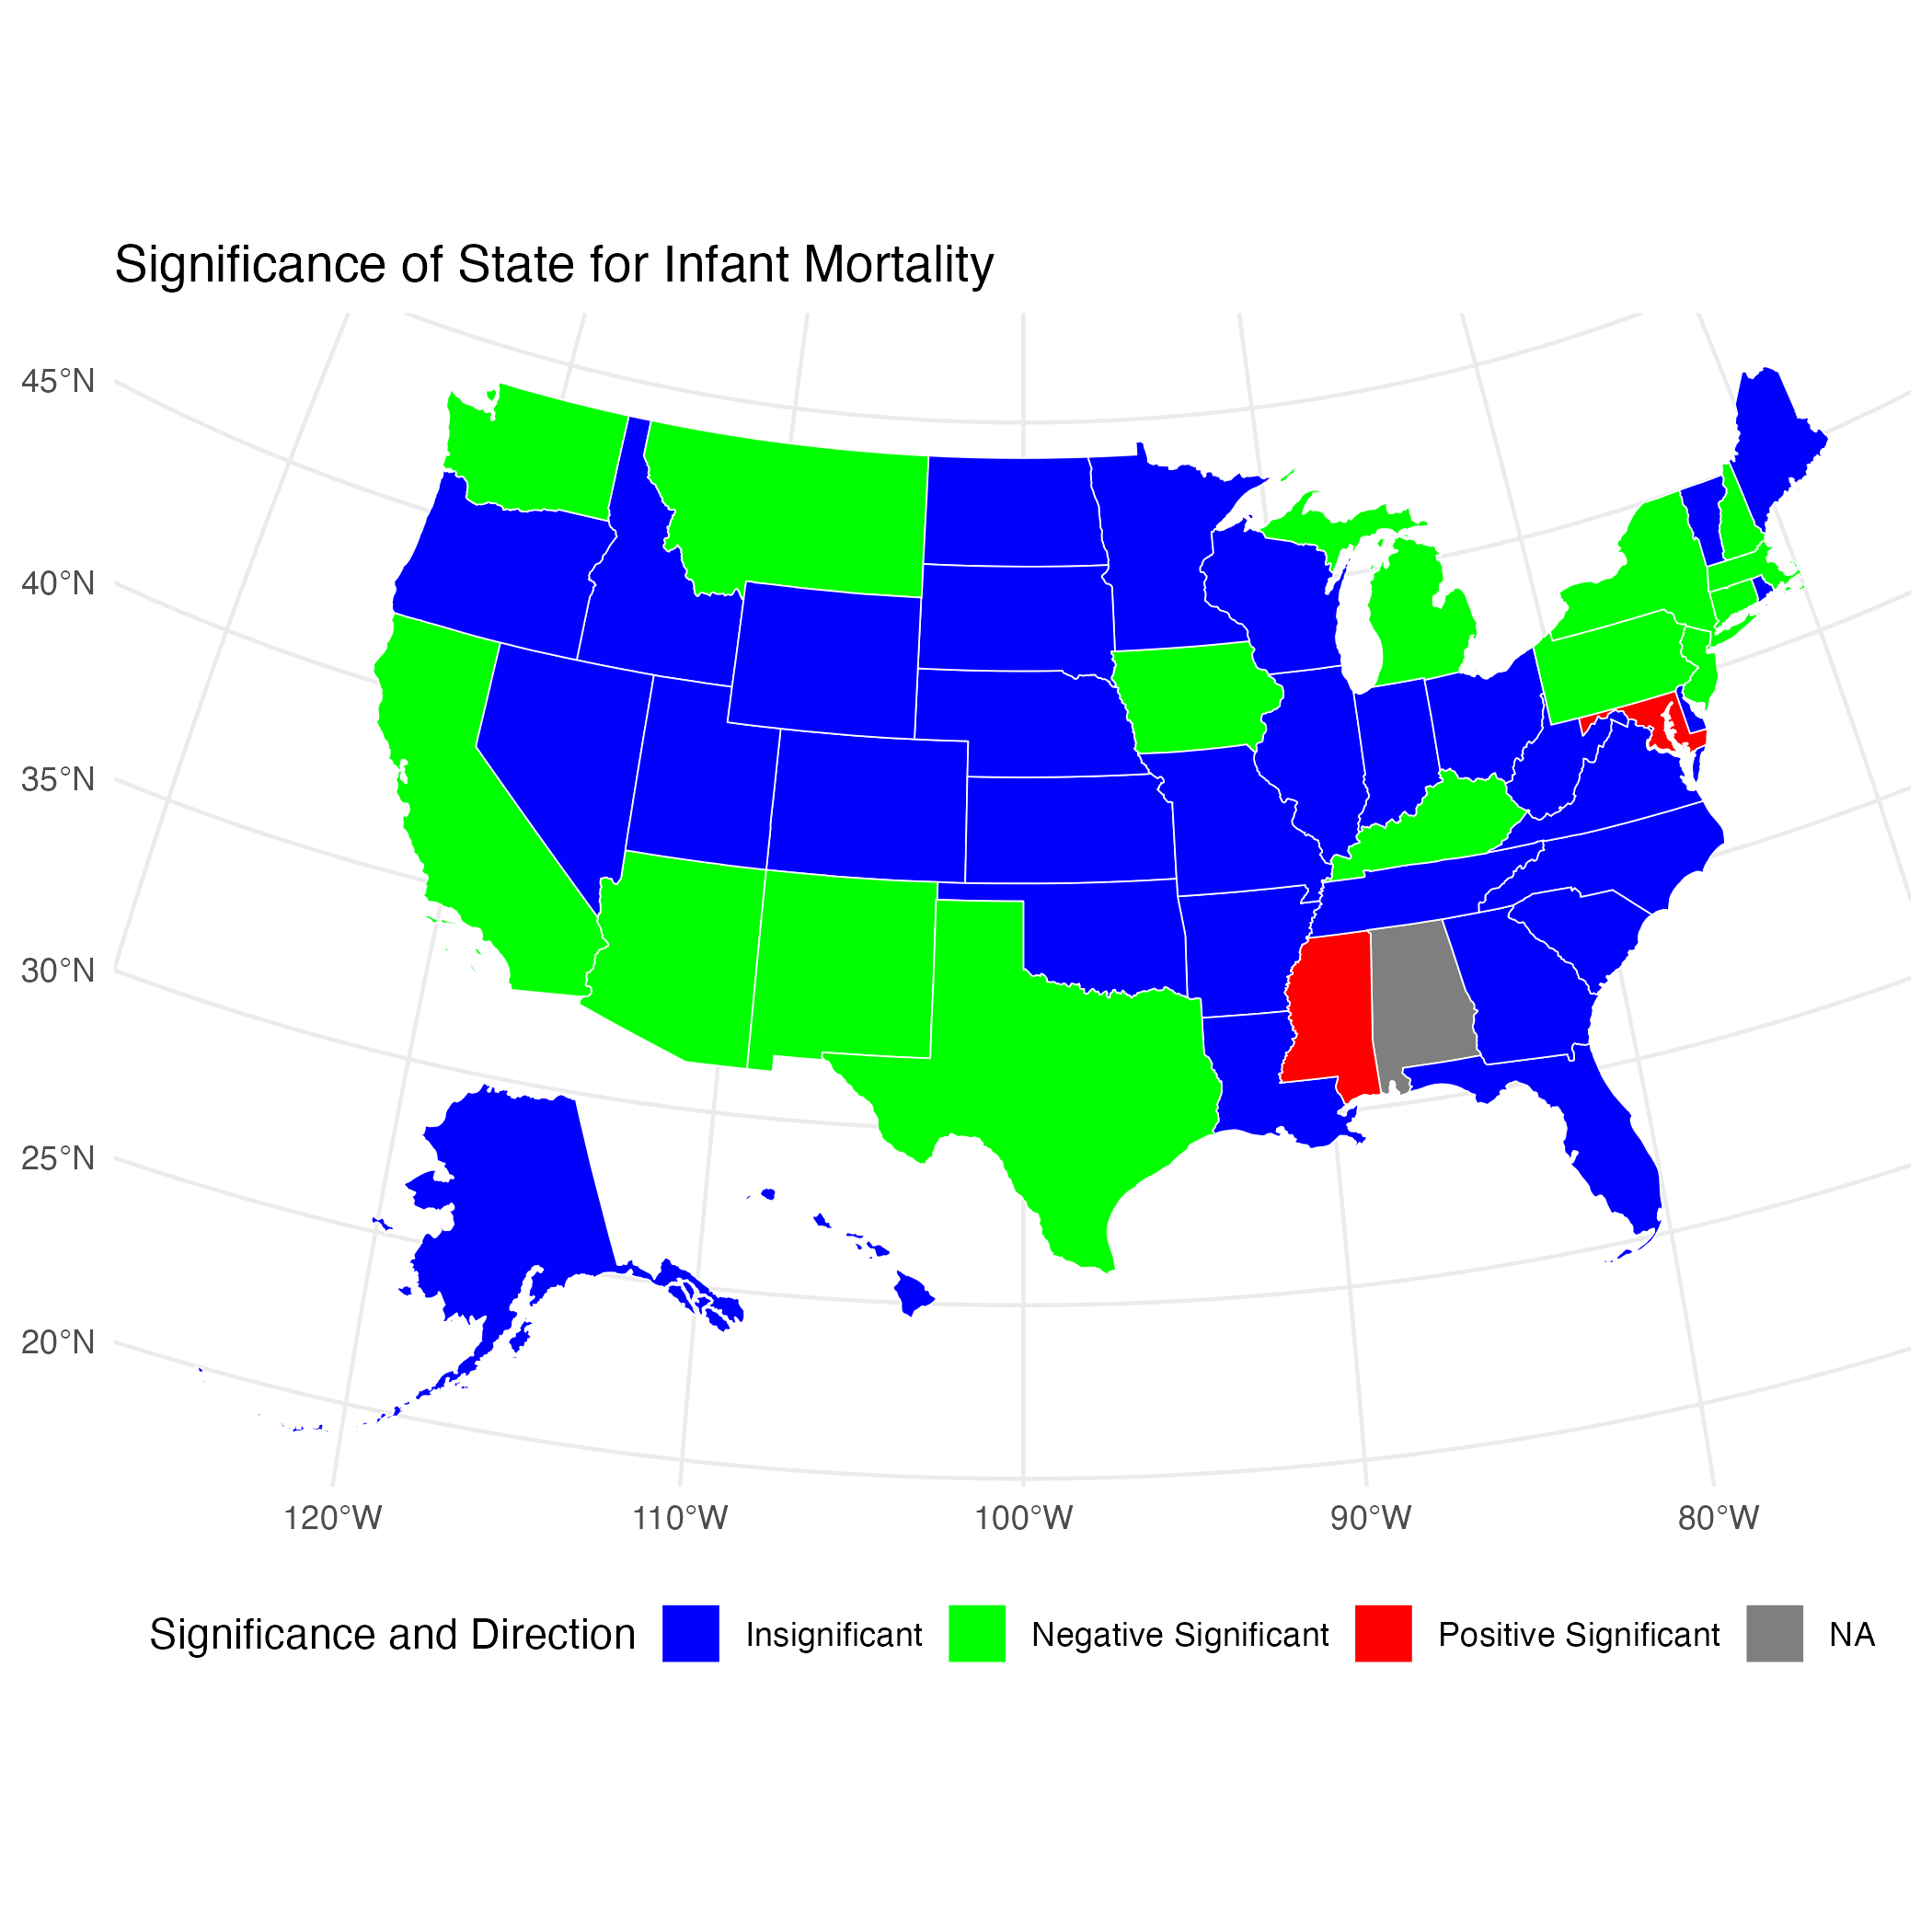 Significance of State for Infant Mortality
45°N
40°N
35°N
30°N
25°N
20°N
120°W 110°W 100°W 90°W 80°W
Significance and Direction Insignificant Negative Significant Positive Significant NA